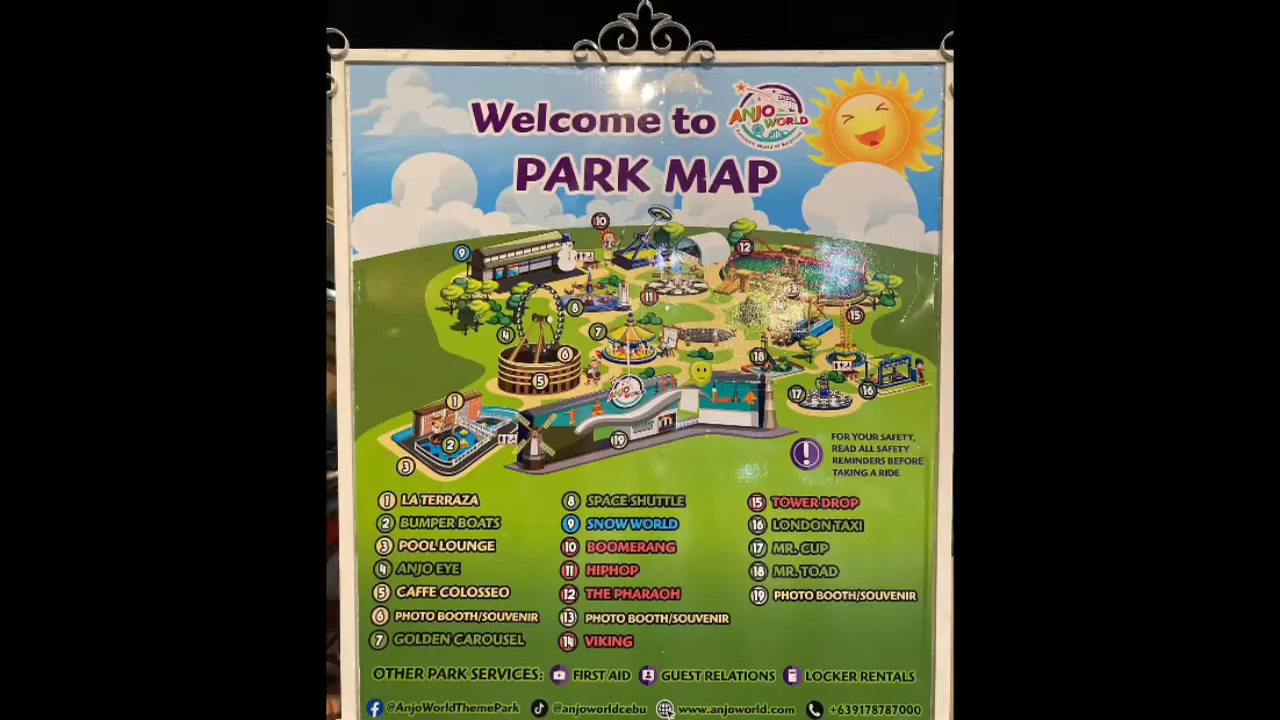 Welcome to ANJO WORLD
PARK MAP
FOR YOUR SAFETY,
READ ALL SAFETY
REMINDERS BEFORE
TAKING A RIDE
1 LA TERRAZA
2 BUMPER BOATS
3 POOL LOUNGE
4 ANJO EYE
5 CAFFE COLOSSEO
6 PHOTO BOOTH/SOUVENIR
7 GOLDEN CAROUSEL
8 SPACE SHUTTLE
9 SNOW WORLD
10 BOOMERANG
11 HIPHOP
12 THE PHARAOH
13 PHOTO BOOTH/SOUVENIR
14 VIKING
15 TOWER DROP
16 LONDON TAXI
17 MR. CUP
18 MR. TOAD
19 PHOTO BOOTH/SOUVENIR
OTHER PARK SERVICES: FIRST AID GUEST RELATIONS LOCKER RENTALS
@AnjoWorldThemePark @anjoworldcebu www.anjoworld.com +639178787000